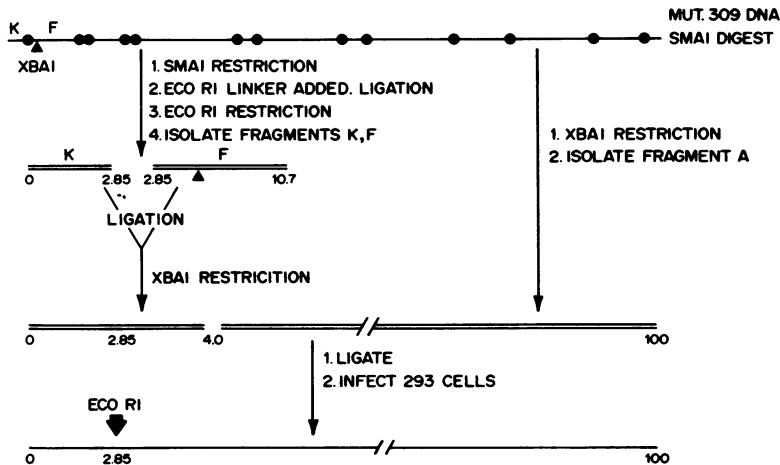 MUT. 309 DNA
K F
SMAI DIGEST
XBAI
1. SMAI RESTRICTION
2. ECO RI LINKER ADDED. LIGATION
3. ECO RI RESTRICTION
4. ISOLATE FRAGMENTS K,F
1. XBAI RESTRICTION
2. ISOLATE FRAGMENT A
K F
0 2.85 2.85 10.7
LIGATION
XBAI RESTRICITION
0 2.85 4.0 100
1. LIGATE
2. INFECT 293 CELLS
ECO RI
0 2.85 100